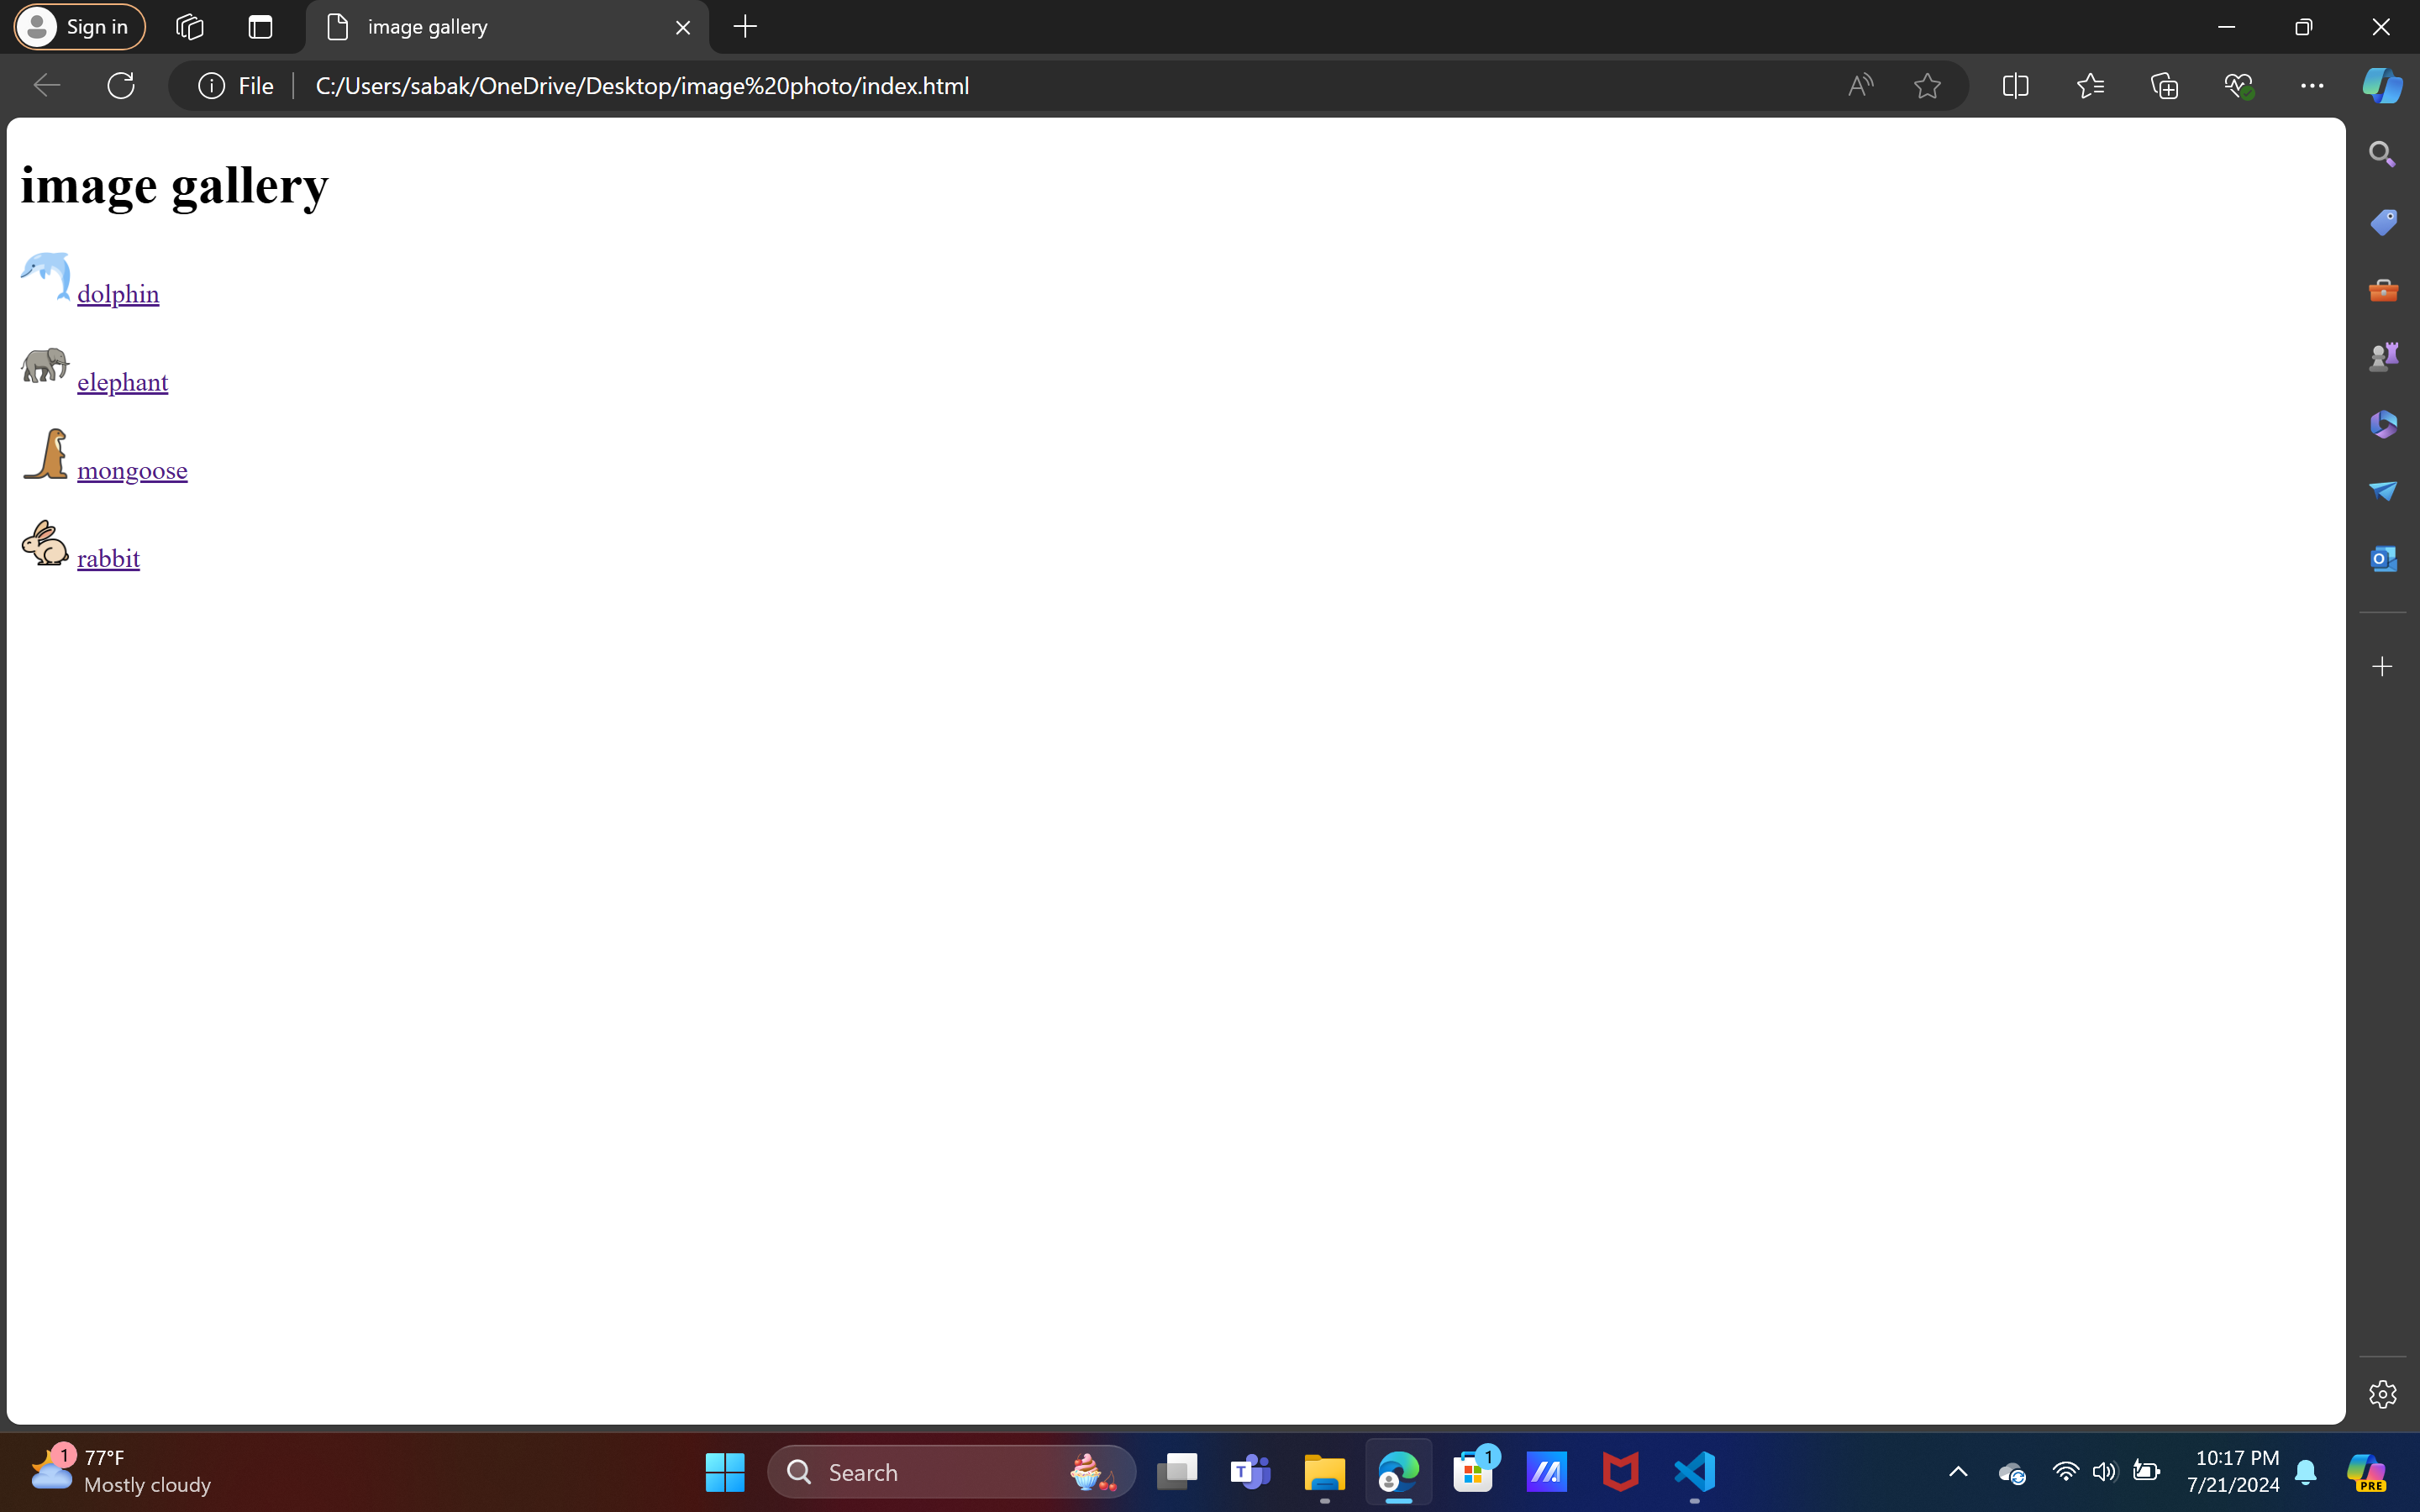 Sign in
image gallery
File
C:/Users/sabak/OneDrive/Desktop/image%20photo/index.html
image gallery
dolphin
elephant
mongoose
rabbit
1
77°F
Mostly cloudy
Search
T
1
10:17 PM
7/21/2024
PRE